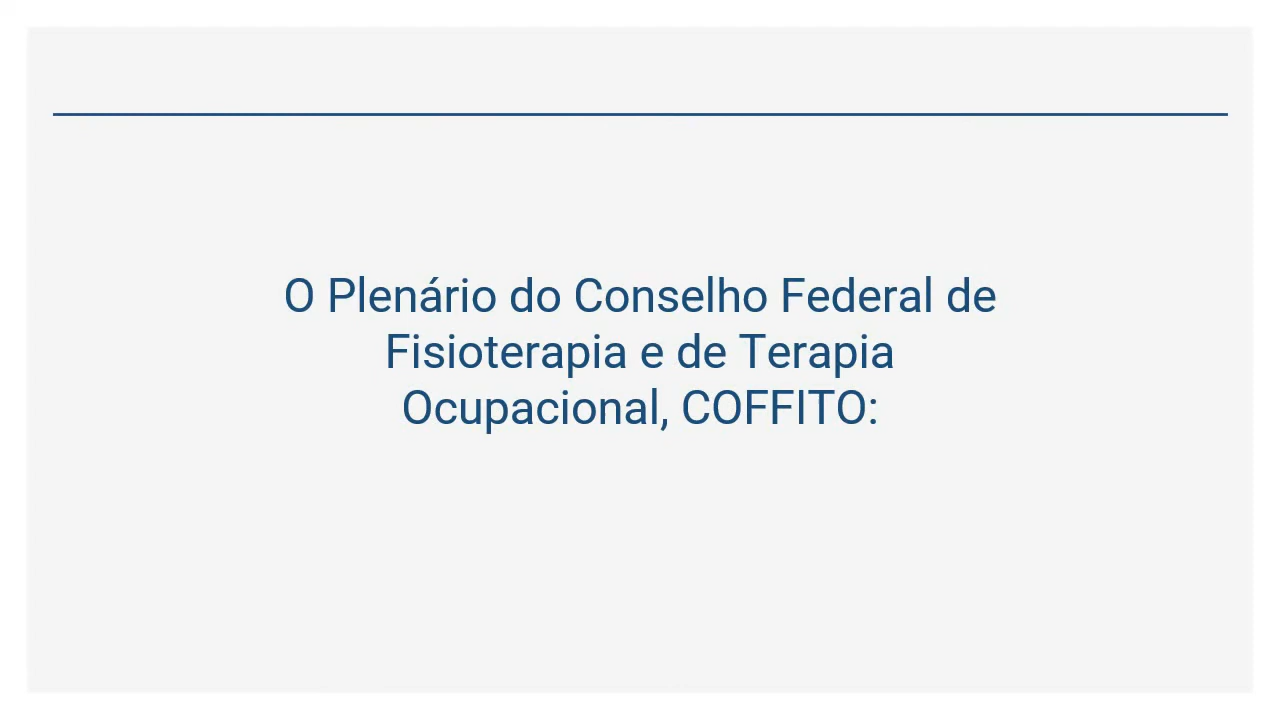 O Plenário do Conselho Federal de
Fisioterapia e de Terapia
Ocupacional, COFFITO: